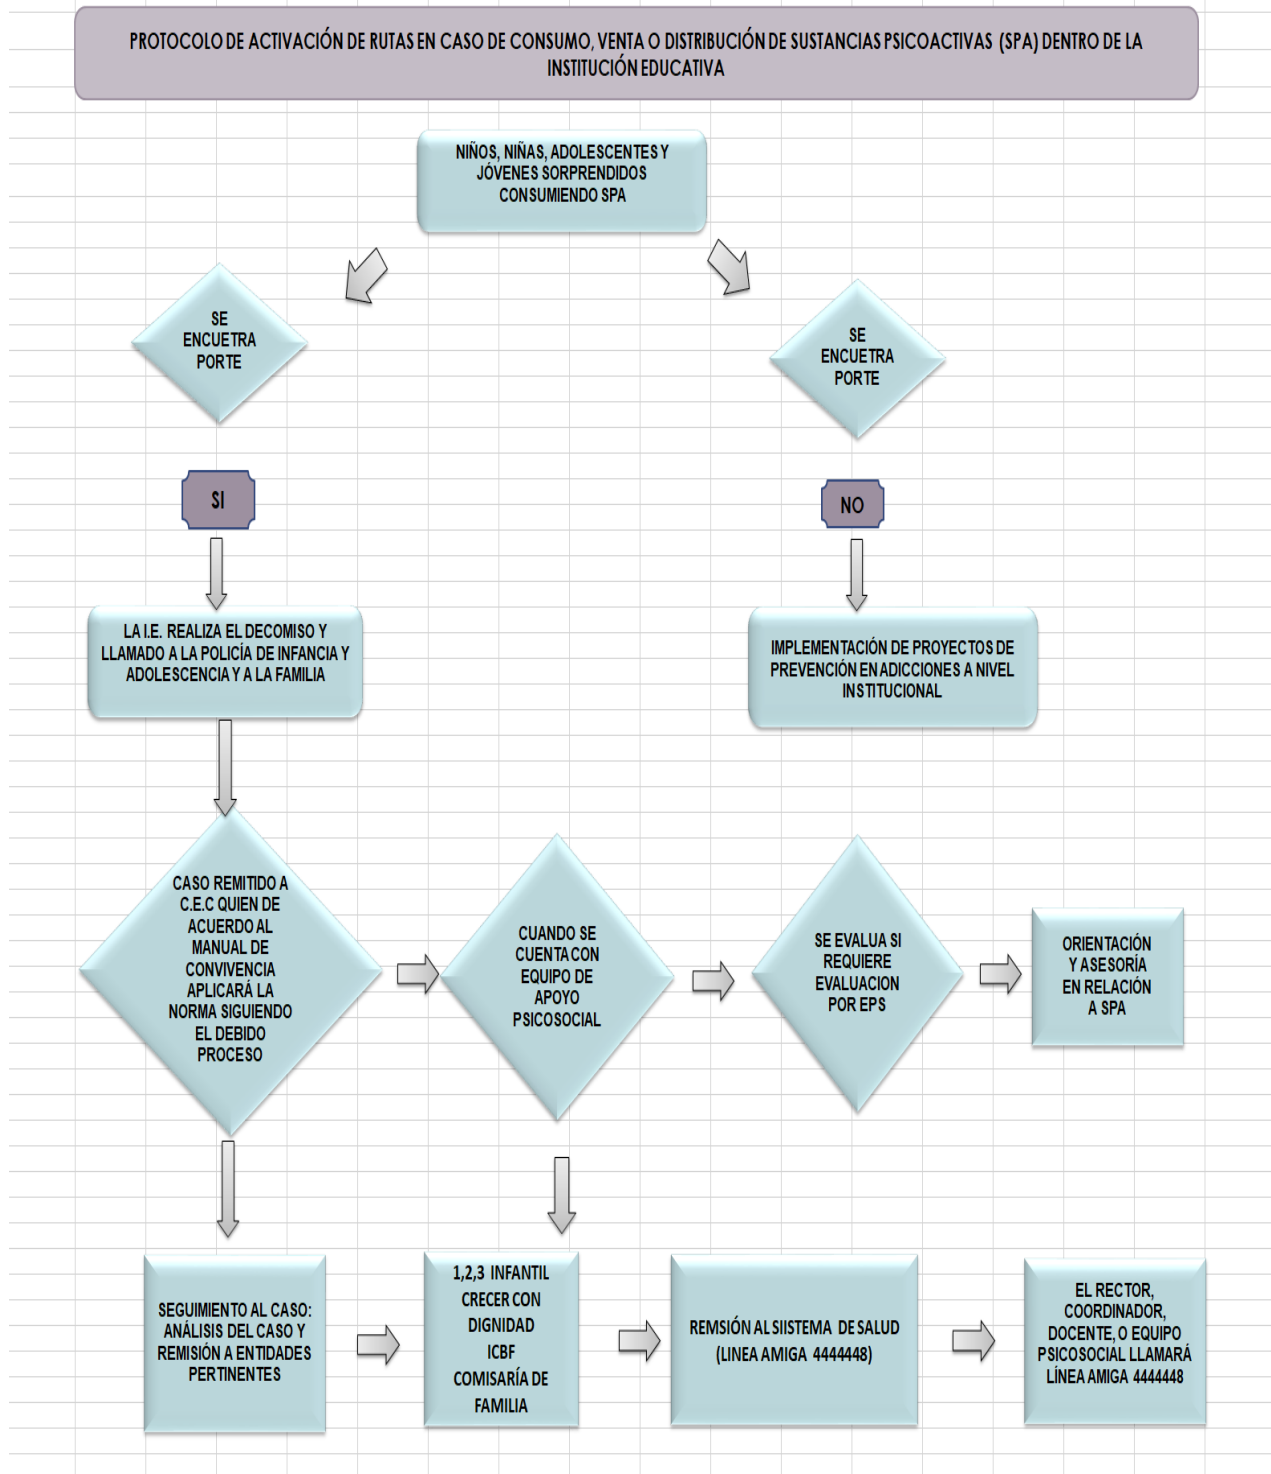 PROTOCOLO DE ACTIVACIÓN DE RUTAS EN CASO DE CONSUMO, VENTA O DISTRIBUCIÓN DE SUSTANCIAS PSICOACTIVAS (SPA) DENTRO DE LA
INSTITUCIÓN EDUCATIVA
NIÑOS, NIÑAS, ADOLESCENTES Y
JÓVENES SORPRENDIDOS
CONSUMIENDO SPA
SE
ENCUETRA
PORTE
SE
ENCUETRA
PORTE
SI
NO
LA I.E. REALIZA EL DECOMISO Y
LLAMADO A LA POLICÍA DE INFANCIA Y
ADOLESCENCIA Y A LA FAMILIA
IMPLEMENTACIÓN DE PROYECTOS DE
PREVENCIÓN EN ADICCIONES A NIVEL
INSTITUCIONAL
CASO REMITIDO A
C.E.C QUIEN DE
ACUERDO AL
MANUAL DE
CONVIVENCIA
APLICARÁ LA
NORMA SIGUIENDO
EL DEBIDO
PROCESO
CUANDO SE
CUENTA CON
EQUIPO DE
APOYO
PSICOSOCIAL
SE EVALUA SI
REQUIERE
EVALUACION
POR EPS
ORIENTACIÓN
Y ASESORÍA
EN RELACIÓN
A SPA
SEGUIMIENTO AL CASO:
ANÁLISIS DEL CASO Y
REMISIÓN A ENTIDADES
PERTINENTES
1,2,3 INFANTIL
CRECER CON
DIGNIDAD
ICBF
COMISARÍA DE
FAMILIA
REMSIÓN AL SIISTEMA DE SALUD
(LINEA AMIGA 4444448)
EL RECTOR,
COORDINADOR,
DOCENTE, O EQUIPO
PSICOSOCIAL LLAMARÁ
LÍNEA AMIGA 4444448